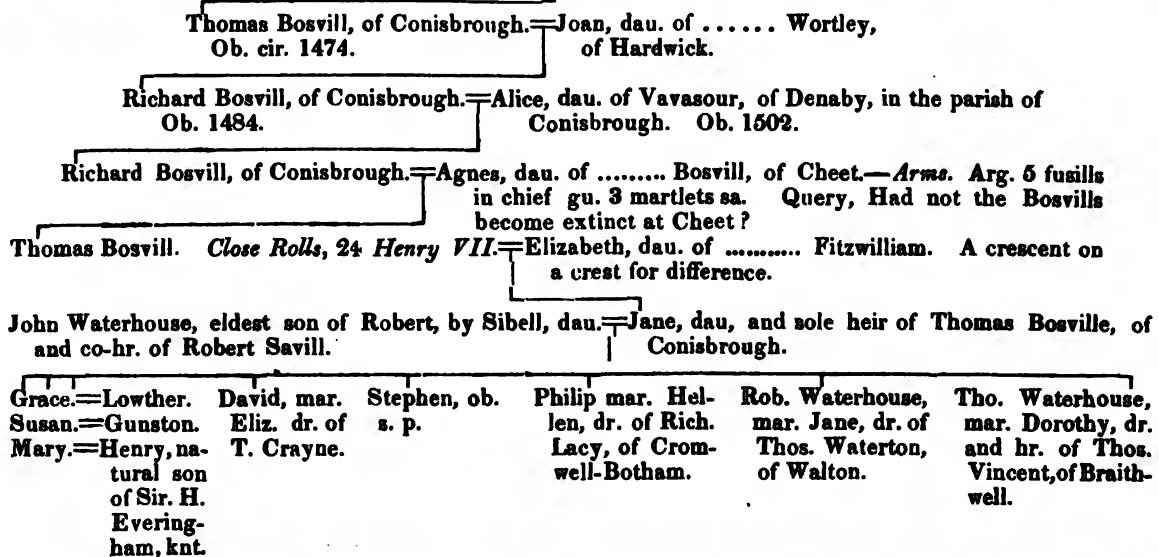 Thomas Bosvill, of Conisbrough.=Joan, dau. of ...... Wortley,
Ob. cir. 1474. of Hardwick.
Richard Bosvill, of Conisbrough.=Alice, dau. of Vavasour, of Denaby, in the parish of
Ob. 1484. Conisbrough. Ob. 1502.
Richard Bosvill, of Conisbrough.=Agnes, dau. of ......... Bosvill, of Cheet.—Arms. Arg. 5 fusills
in chief gu. 3 martlets sa. Query, Had not the Bosvills
become extinct at Cheet?
Thomas Bosvill. Close Rolls, 24 Henry VII.=Elizabeth, dau. of ........... Fitzwilliam. A crescent on
a crest for difference.
John Waterhouse, eldest son of Robert, by Sibell, dau.=Jane, dau, and sole heir of Thomas Bosville, of
and co-hr. of Robert Savill. Conisbrough.
Grace.=Lowther.
Susan.=Gunston.
Mary.=Henry, na-
tural son
of Sir. H.
Evering-
ham, knt.
David, mar.
Eliz. dr. of
T. Crayne.
Stephen, ob.
s. p.
Philip mar. Hel-
len, dr. of Rich.
Lacy, of Crom-
well-Botham.
Rob. Waterhouse,
mar. Jane, dr. of
Thos. Waterton,
of Walton.
Tho. Waterhouse,
mar. Dorothy, dr.
and hr. of Thos.
Vincent, of Braith-
well.